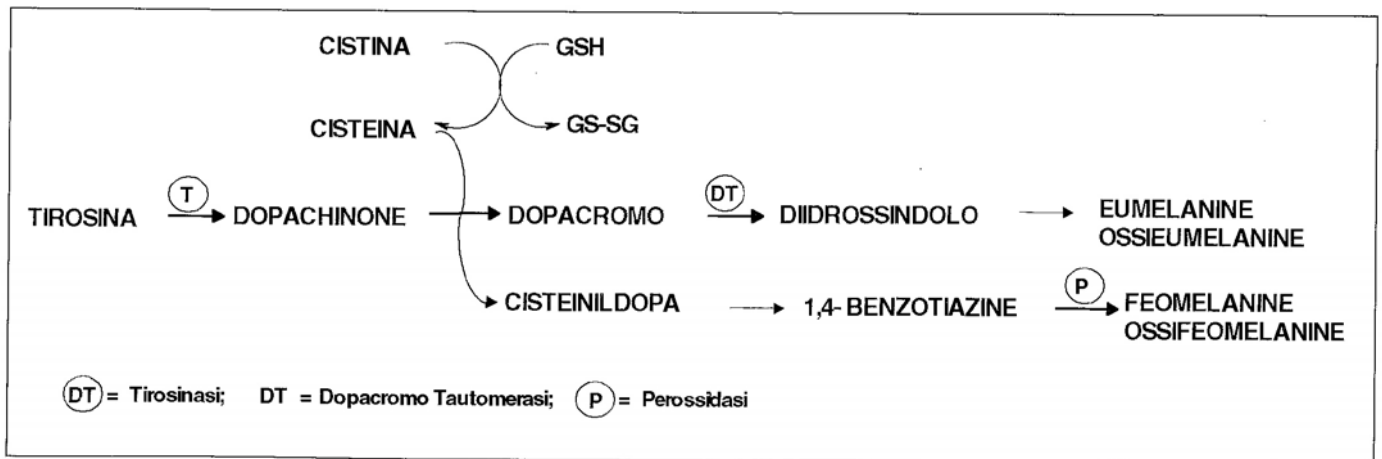 CISTINA GSH
CISTEINA GS-SG
T DT
TIROSINA DOPACHINONE DOPACROMO DIIDROSSINDOLO EUMELANINE
OSSIEUMELANINE
P
CISTEINILDOPA 1,4- BENZOTIAZINE FEOMELANINE
OSSIFEOMELANINE
DT = Tirosinasi; DT = Dopacromo Tautomerasi; P = Perossidasi